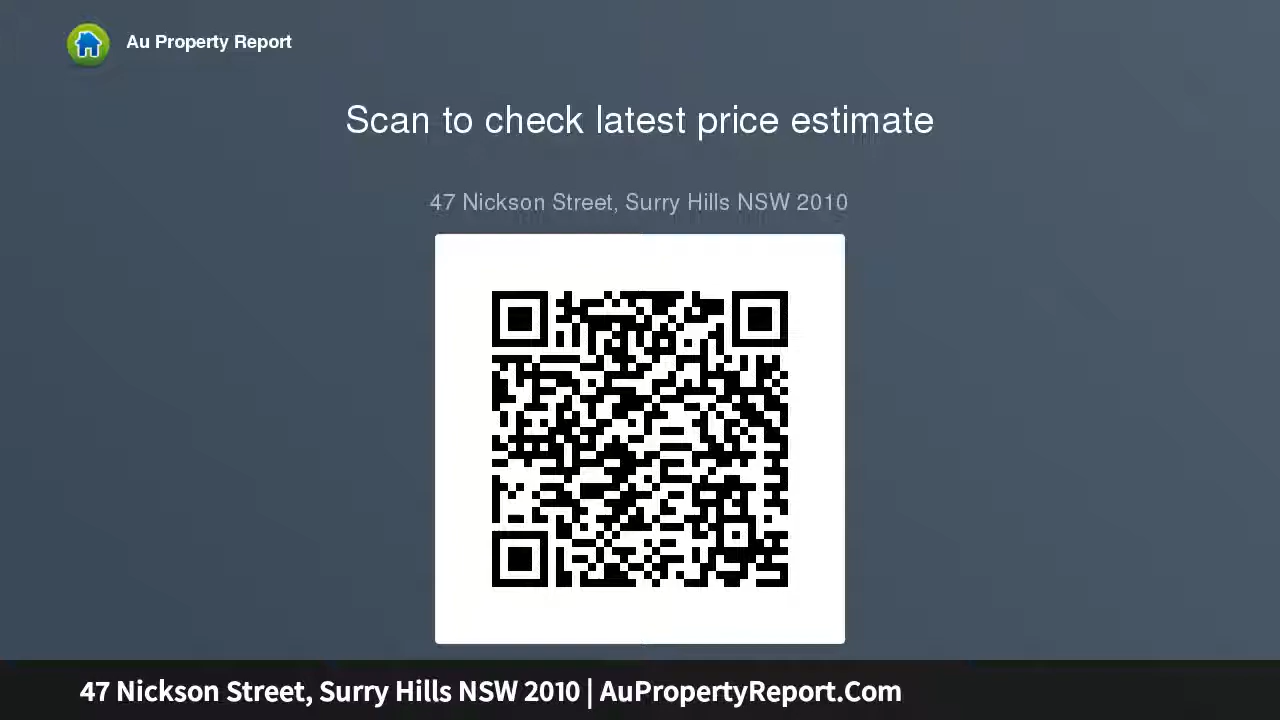 Au Property Report
Scan to check latest price estimate
47 Nickson Street, Surry Hills NSW 2010
47 Nickson Street, Surry Hills NSW 2010 | AuPropertyReport.Com